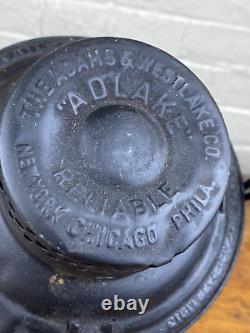 THE ADAMS & WESTLAKE CO.
"ADLAKE"
RELIABLE
NEW YORK CHICAGO PHILA.
ebay